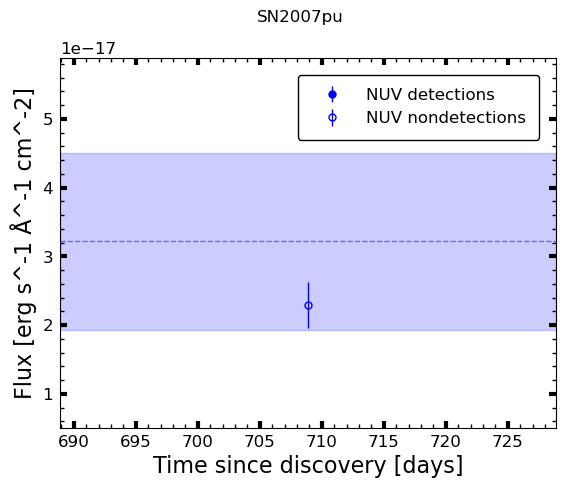 SN2007pu
1e−17
NUV detections
NUV nondetections
5
4
3
2
1
Flux [erg s^-1 Å^-1 cm^-2]
690 695 700 705 710 715 720 725
Time since discovery [days]